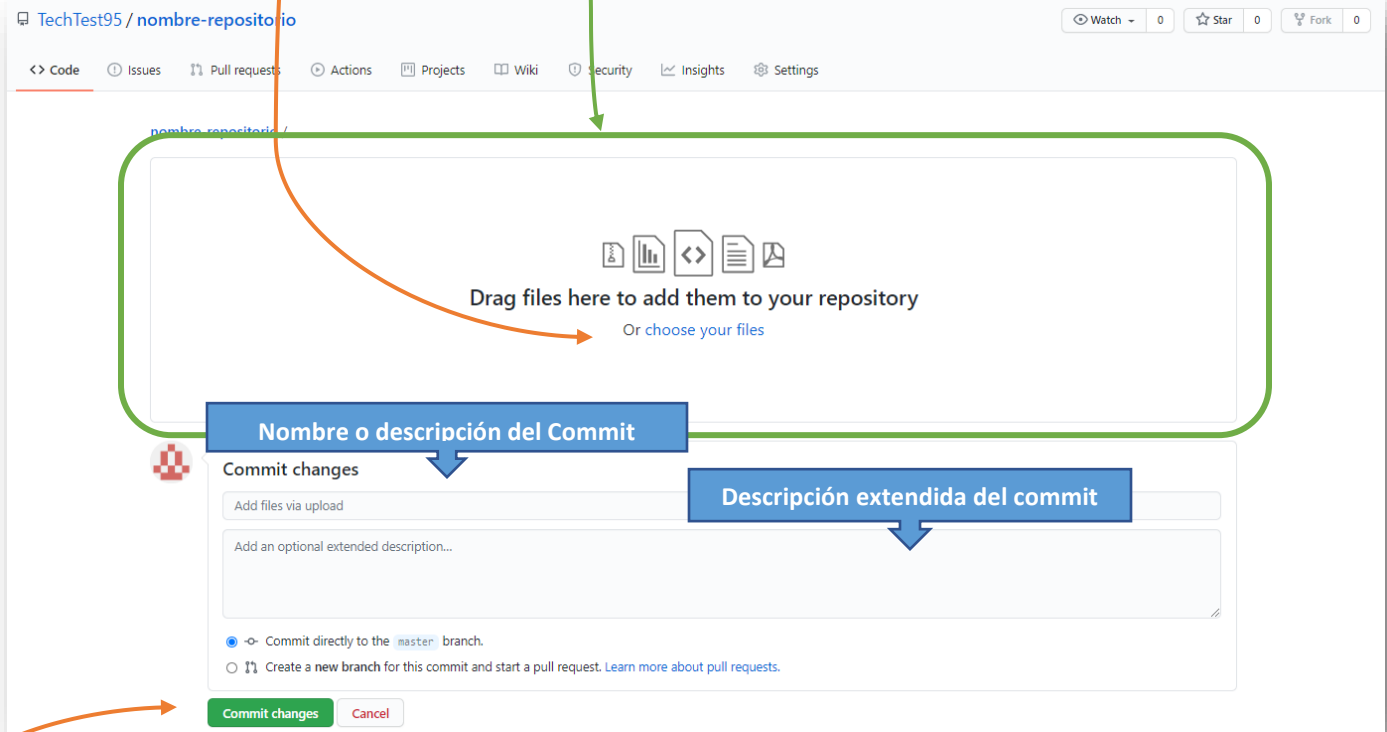 TechTest95 / nombre-repositorio
Watch 0 Star 0 Fork 0
Code Issues Pull requests Actions Projects Wiki Security Insights Settings
nombre-repositorio /
Drag files here to add them to your repository
Or choose your files
Nombre o descripción del Commit
Commit changes
Descripción extendida del commit
Add files via upload
Add an optional extended description...
Commit directly to the master branch.
Create a new branch for this commit and start a pull request. Learn more about pull requests.
Commit changes Cancel